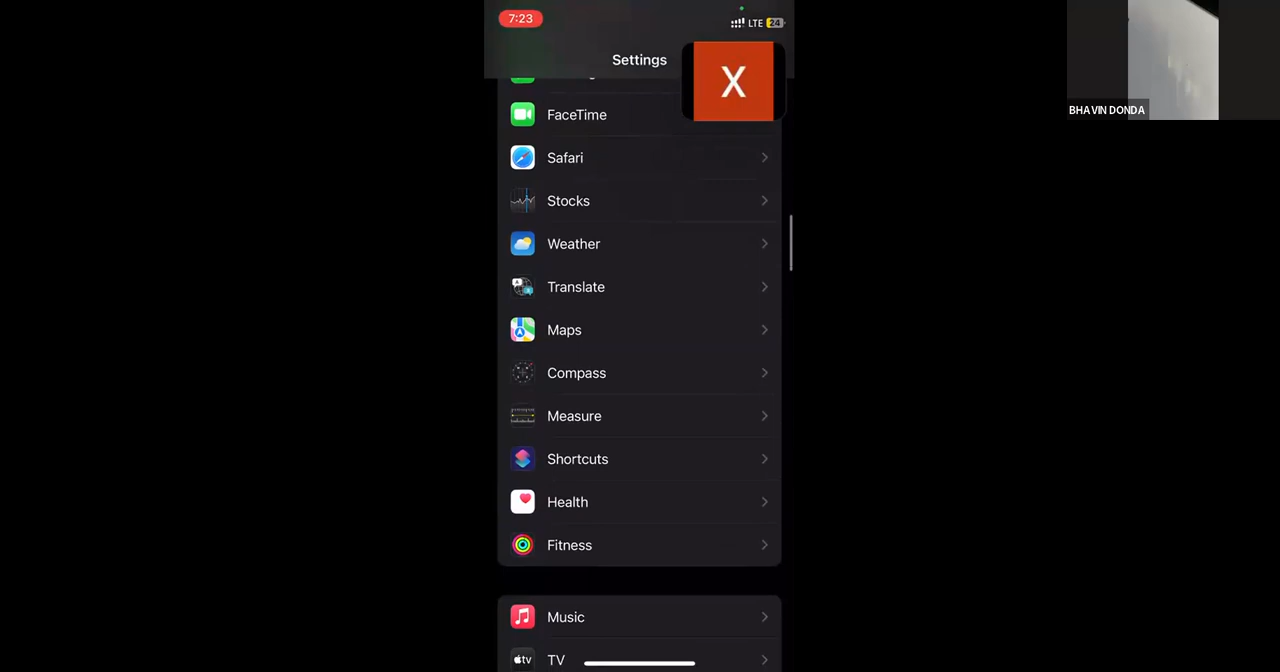 7:23
LTE 24
Settings
X
BHAVIN DONDA
FaceTime
Safari
Stocks
Weather
Translate
Maps
Compass
Measure
Shortcuts
Health
Fitness
Music
tv TV